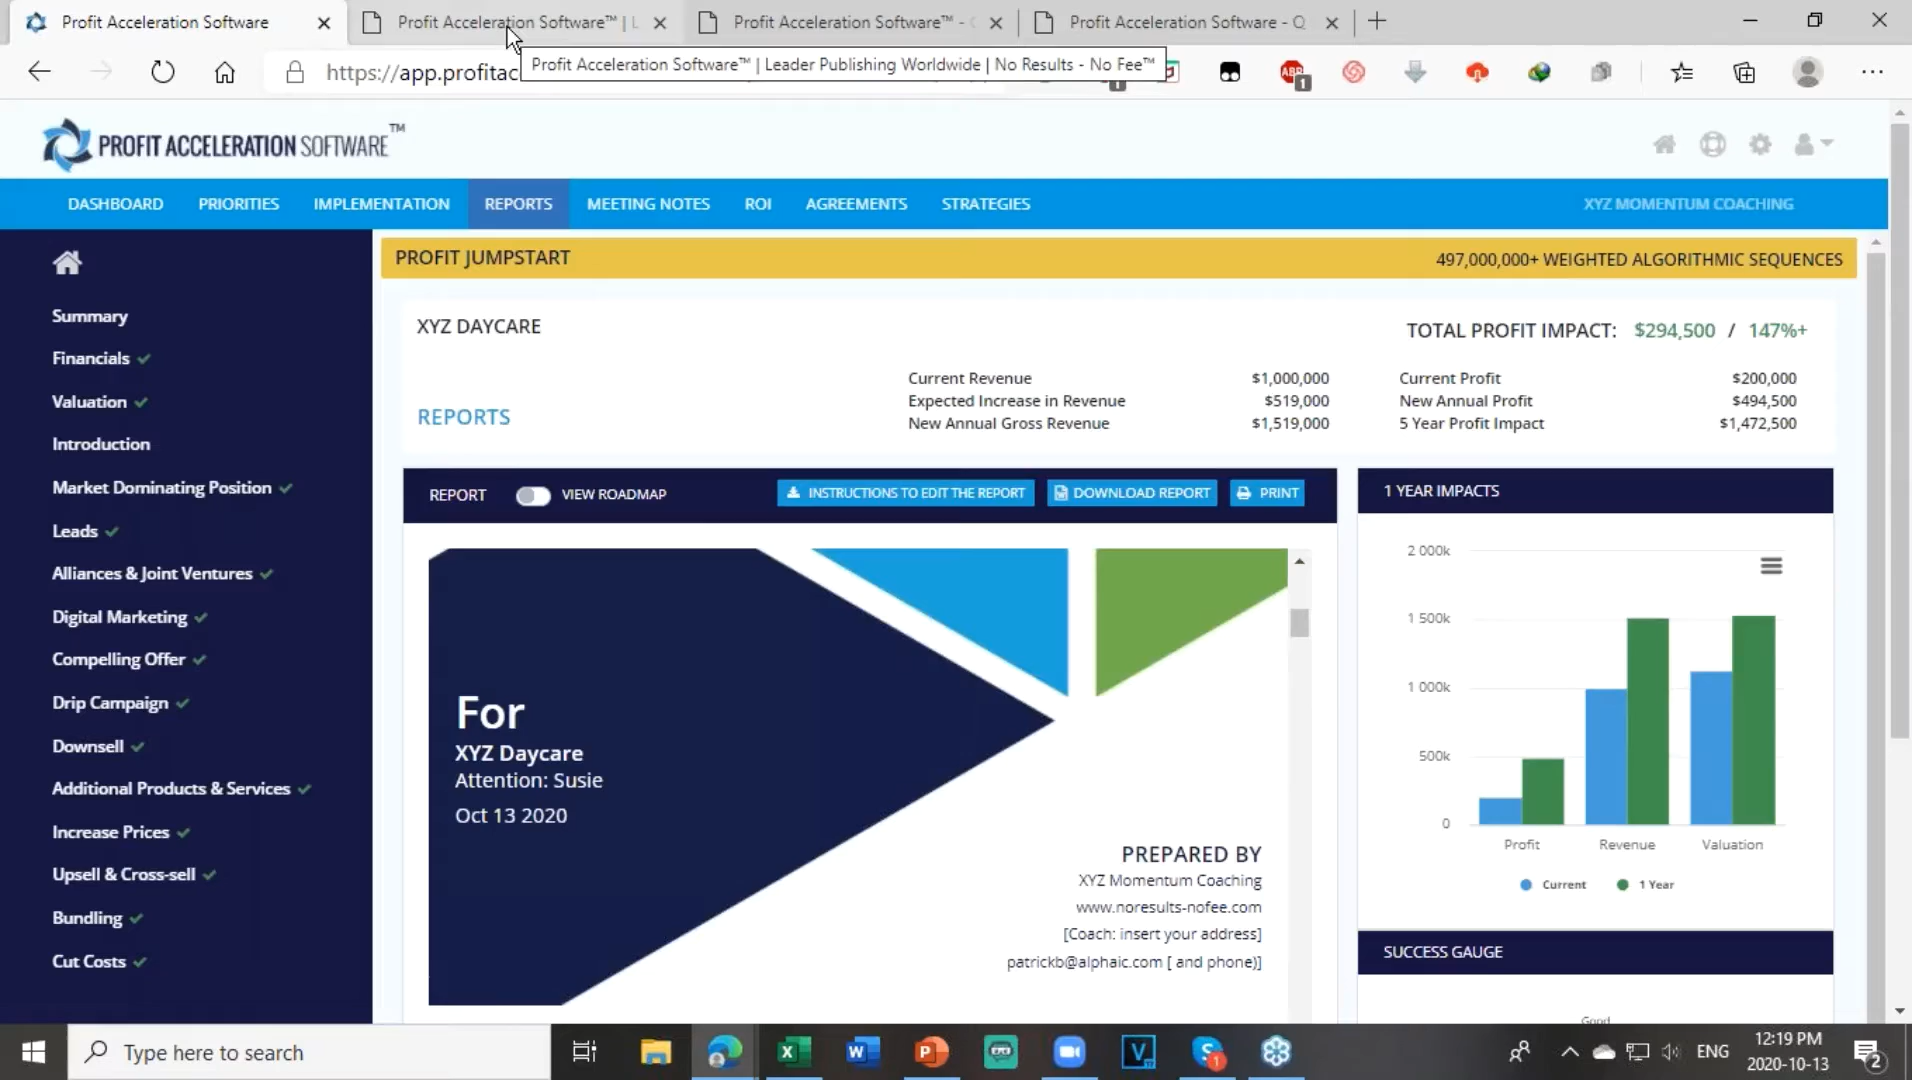 Profit Acceleration Software
Profit Acceleration Software™ | L
Profit Acceleration Software™ -
Profit Acceleration Software - Q
https://app.profitac
Profit Acceleration Software™ | Leader Publishing Worldwide | No Results - No Fee™
1
ABP
1
PROFIT ACCELERATION SOFTWARE™
DASHBOARD
PRIORITIES
IMPLEMENTATION
REPORTS
MEETING NOTES
ROI
AGREEMENTS
STRATEGIES
XYZ MOMENTUM COACHING
Summary
Financials
Valuation
Introduction
Market Dominating Position
Leads
Alliances & Joint Ventures
Digital Marketing
Compelling Offer
Drip Campaign
Downsell
Additional Products & Services
Increase Prices
Upsell & Cross-sell
Bundling
Cut Costs
PROFIT JUMPSTART
497,000,000+ WEIGHTED ALGORITHMIC SEQUENCES
XYZ DAYCARE
TOTAL PROFIT IMPACT: $294,500 / 147%+
REPORTS
Current Revenue $1,000,000
Expected Increase in Revenue $519,000
New Annual Gross Revenue $1,519,000
Current Profit $200,000
New Annual Profit $494,500
5 Year Profit Impact $1,472,500
REPORT
VIEW ROADMAP
INSTRUCTIONS TO EDIT THE REPORT
DOWNLOAD REPORT
PRINT
For
XYZ Daycare
Attention: Susie
Oct 13 2020
PREPARED BY
XYZ Momentum Coaching
www.noresults-nofee.com
[Coach: insert your address]
patrickb@alphaic.com [ and phone)]
1 YEAR IMPACTS
2 000k
1 500k
1 000k
500k
0
Profit
Revenue
Valuation
Current
1 Year
SUCCESS GAUGE
Good
Type here to search
ENG
12:19 PM
2020-10-13
2